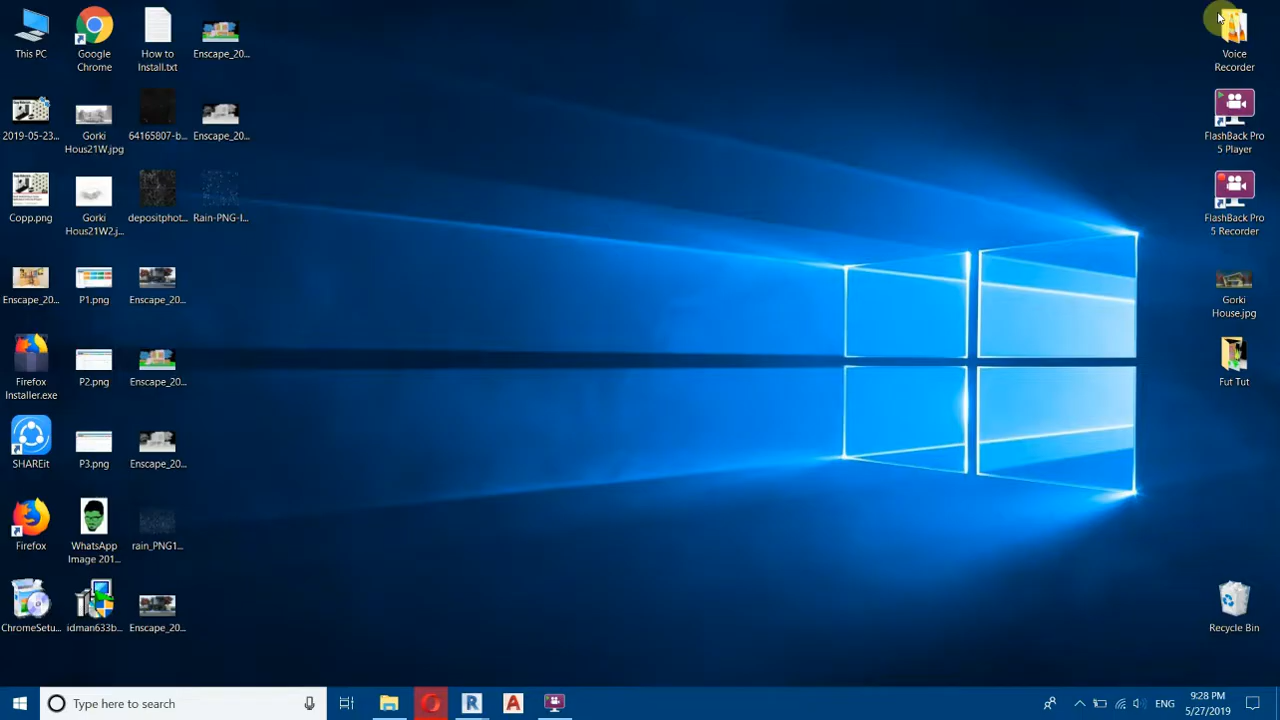 This PC
Google
Chrome
How to
Install.txt
Enscape_20...
Voice
Recorder
2019-05-23...
Gorki
Hous21W.jpg
64165807-b...
Enscape_20...
FlashBack Pro
5 Player
Copp.png
Gorki
Hous21W2.j...
depositphot...
Rain-PNG-I...
FlashBack Pro
5 Recorder
Enscape_20...
P1.png
Enscape_20...
Gorki
House.jpg
Firefox
Installer.exe
P2.png
Enscape_20...
Fut Tut
SHAREit
P3.png
Enscape_20...
Firefox
WhatsApp
Image 201...
rain_PNG1...
ChromeSetu...
idman633b...
Enscape_20...
Recycle Bin
Type here to search
ENG
9:28 PM
5/27/2019